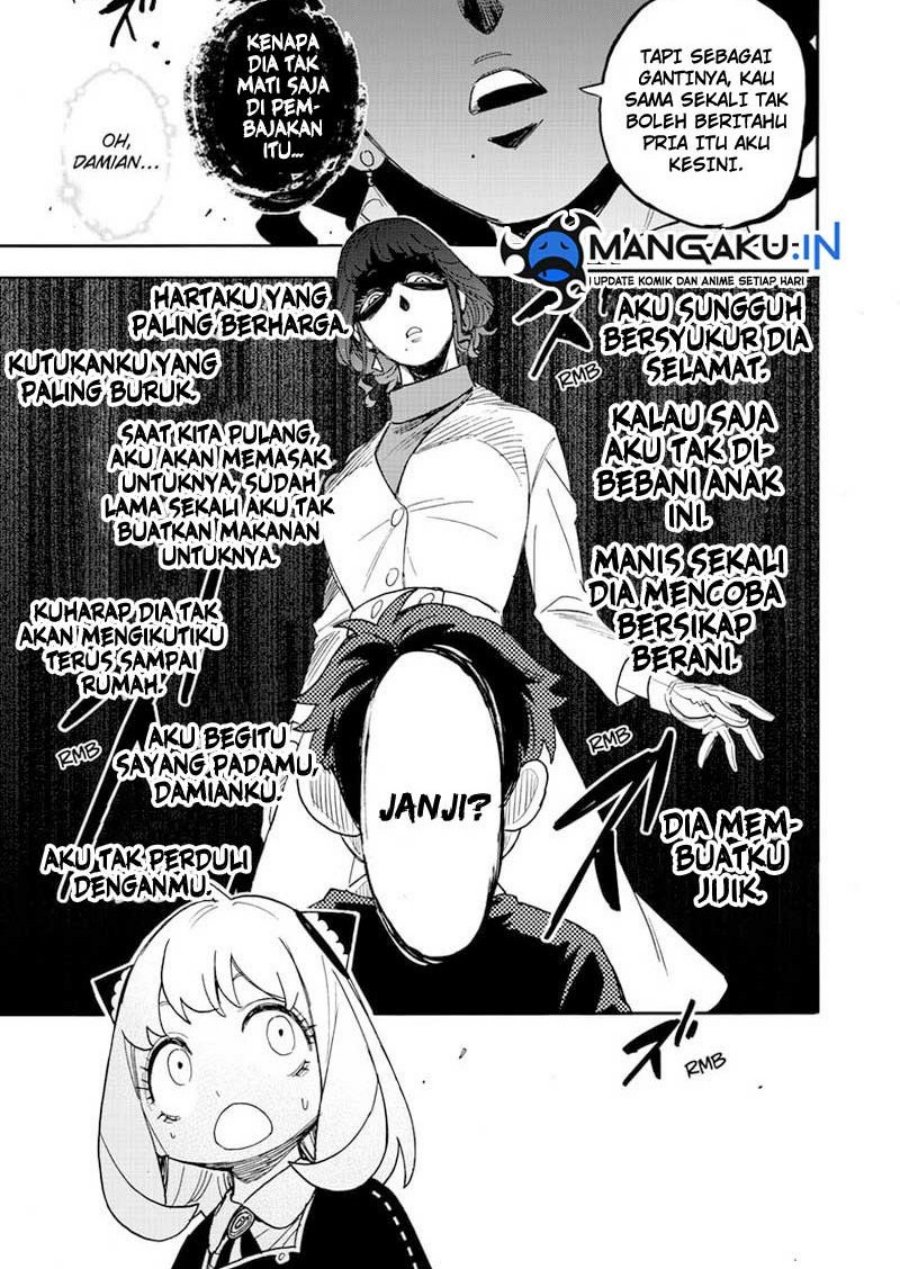 TAPI SEBAGAI
GANTINYA, KAU
SAMA SEKALI TAK
BOLEH BERITAHU
PRIA ITU AKU
KESINI.
KENAPA
DIA TAK
MATI SAJA
DI PEM-
BAJAKAN
ITU...
OH,
DAMIAN...
MANGAKU.IN
UPDATE KOMIK DAN ANIME SETIAP HARI
AKU SUNGGUH
BERSYUKUR DIA
SELAMAT.
RMB
KALAU SAJA
AKU TAK DI-
BEBANI ANAK
INI.
MANIS SEKALI
DIA MENCOBA
BERSIKAP
BERANI.
RMB
DIA MEM-
BUATKU
JIJIK.
HARTAKU YANG
PALING BERHARGA.
KUTUKANKU YANG
PALING BURUK.
SAAT KITA PULANG,
AKU AKAN MEMASAK
UNTUKNYA, SUDAH
LAMA SEKALI AKU TAK
BUATKAN MAKANAN
UNTUKNYA.
KUHARAP DIA TAK
AKAN MENGIKUTIKU
TERUS SAMPAI
RUMAH.
RMB
AKU BEGITU
SAYANG PADAMU,
DAMIANKU.
AKU TAK PERDULI
DENGANMU.
JANJI?
ズ
RMB